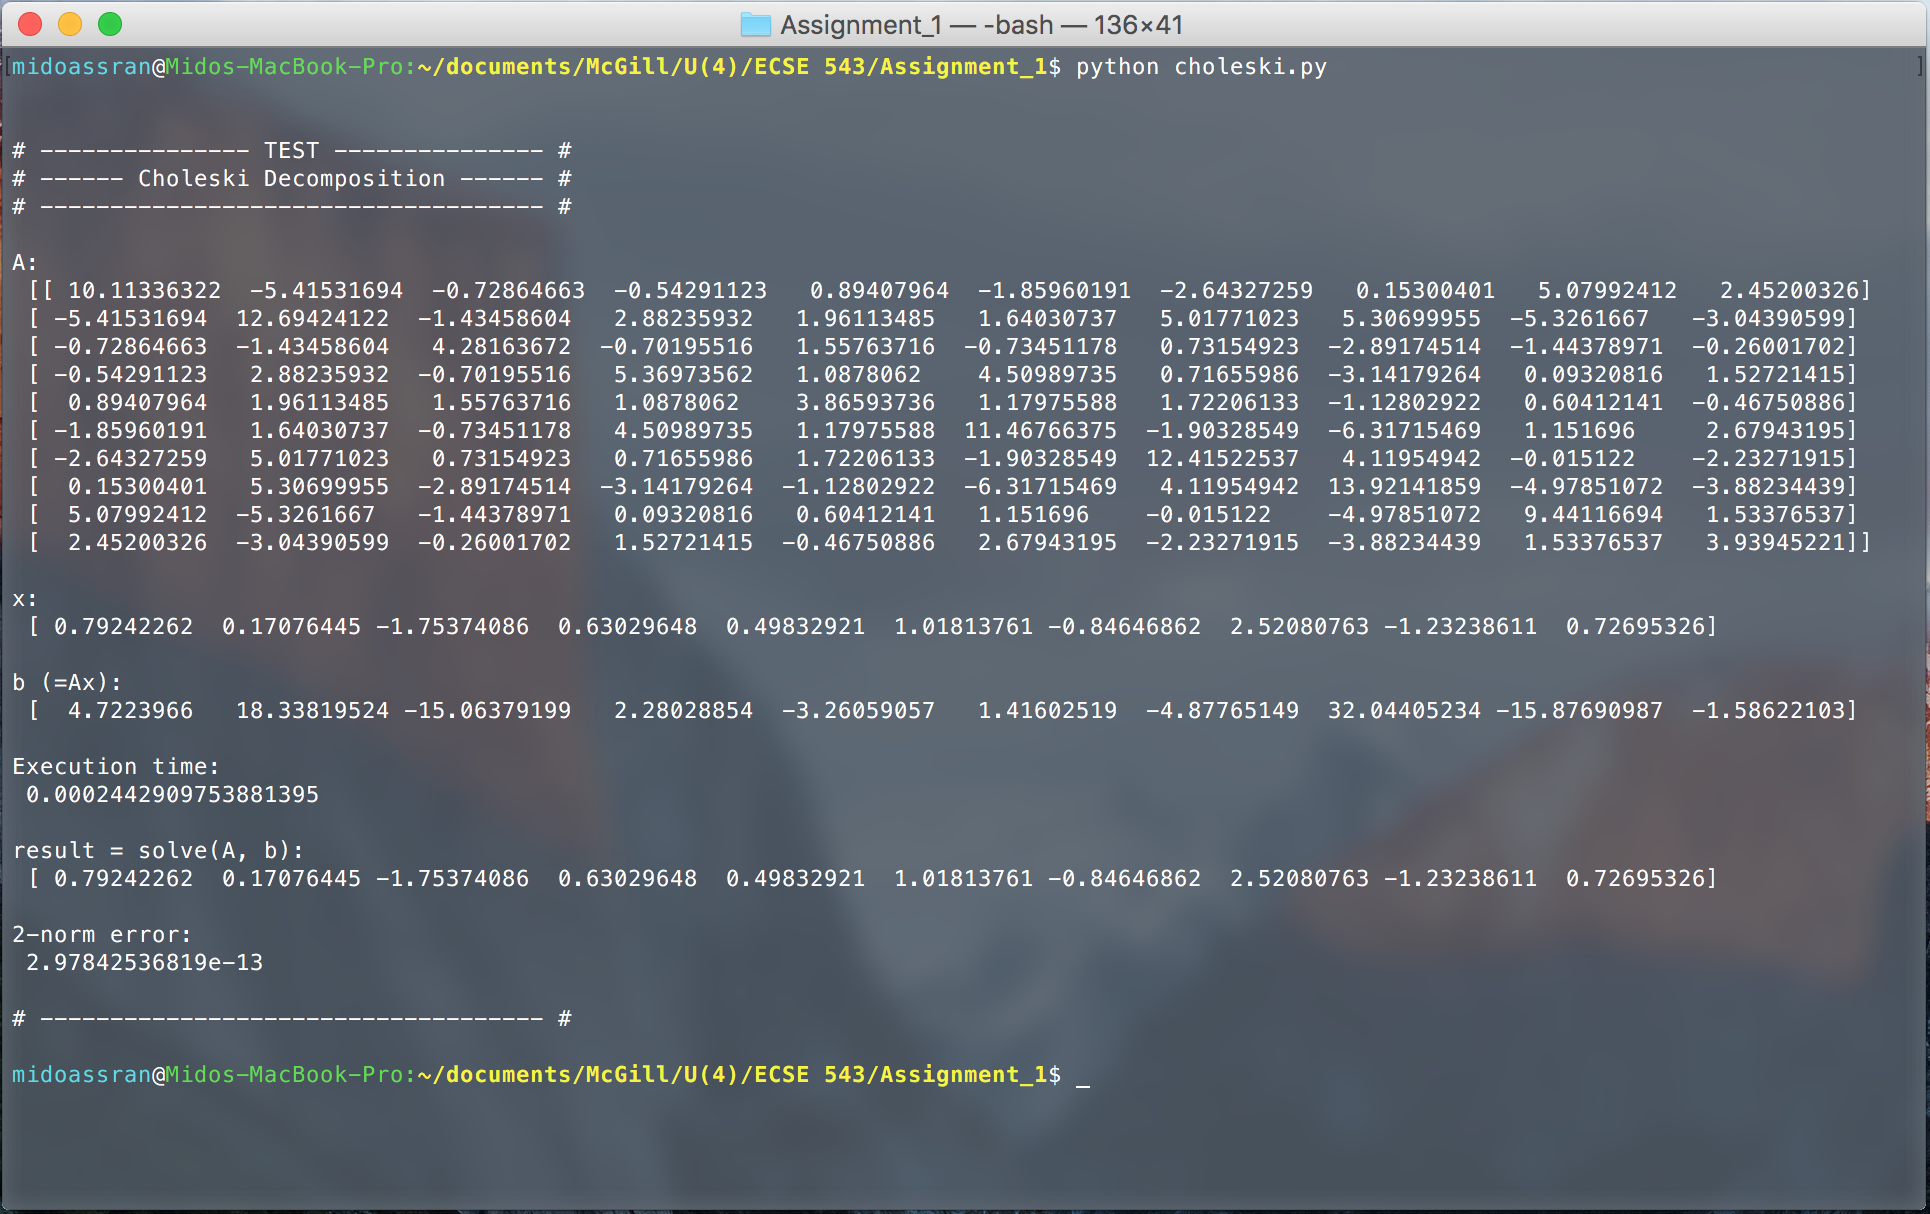 Assignment_1 — -bash — 136×41
midoassran@Midos-MacBook-Pro:~/documents/McGill/U(4)/ECSE 543/Assignment_1$ python choleski.py
# --------------- TEST --------------- #
# ------ Choleski Decomposition ------ #
# ------------------------------------ #
A:
[[ 10.11336322  -5.41531694  -0.72864663  -0.54291123   0.89407964  -1.85960191  -2.64327259   0.15300401   5.07992412   2.45200326]
[ -5.41531694  12.69424122  -1.43458604   2.88235932   1.96113485   1.64030737   5.01771023   5.30699955  -5.3261667   -3.04390599]
[ -0.72864663  -1.43458604   4.28163672  -0.70195516   1.55763716  -0.73451178   0.73154923  -2.89174514  -1.44378971  -0.26001702]
[ -0.54291123   2.88235932  -0.70195516   5.36973562   1.0878062    4.50989735   0.71655986  -3.14179264   0.09320816   1.52721415]
[  0.89407964   1.96113485   1.55763716   1.0878062    3.86593736   1.17975588   1.72206133  -1.12802922   0.60412141  -0.46750886]
[ -1.85960191   1.64030737  -0.73451178   4.50989735   1.17975588  11.46766375  -1.90328549  -6.31715469   1.151696     2.67943195]
[ -2.64327259   5.01771023   0.73154923   0.71655986   1.72206133  -1.90328549  12.41522537   4.11954942  -0.015122    -2.23271915]
[  0.15300401   5.30699955  -2.89174514  -3.14179264  -1.12802922  -6.31715469   4.11954942  13.92141859  -4.97851072  -3.88234439]
[  5.07992412  -5.3261667   -1.44378971   0.09320816   0.60412141   1.151696    -0.015122    -4.97851072   9.44116694   1.53376537]
[  2.45200326  -3.04390599  -0.26001702   1.52721415  -0.46750886   2.67943195  -2.23271915  -3.88234439   1.53376537   3.93945221]]
x:
[ 0.79242262  0.17076445 -1.75374086  0.63029648  0.49832921  1.01813761 -0.84646862  2.52080763 -1.23238611  0.72695326]
b (=Ax):
[  4.7223966   18.33819524 -15.06379199   2.28028854  -3.26059057   1.41602519  -4.87765149  32.04405234 -15.87690987  -1.58622103]
Execution time:
0.0002442909753881395
result = solve(A, b):
[ 0.79242262  0.17076445 -1.75374086  0.63029648  0.49832921  1.01813761 -0.84646862  2.52080763 -1.23238611  0.72695326]
2-norm error:
2.97842536819e-13
# ------------------------------------ #
midoassran@Midos-MacBook-Pro:~/documents/McGill/U(4)/ECSE 543/Assignment_1$ _